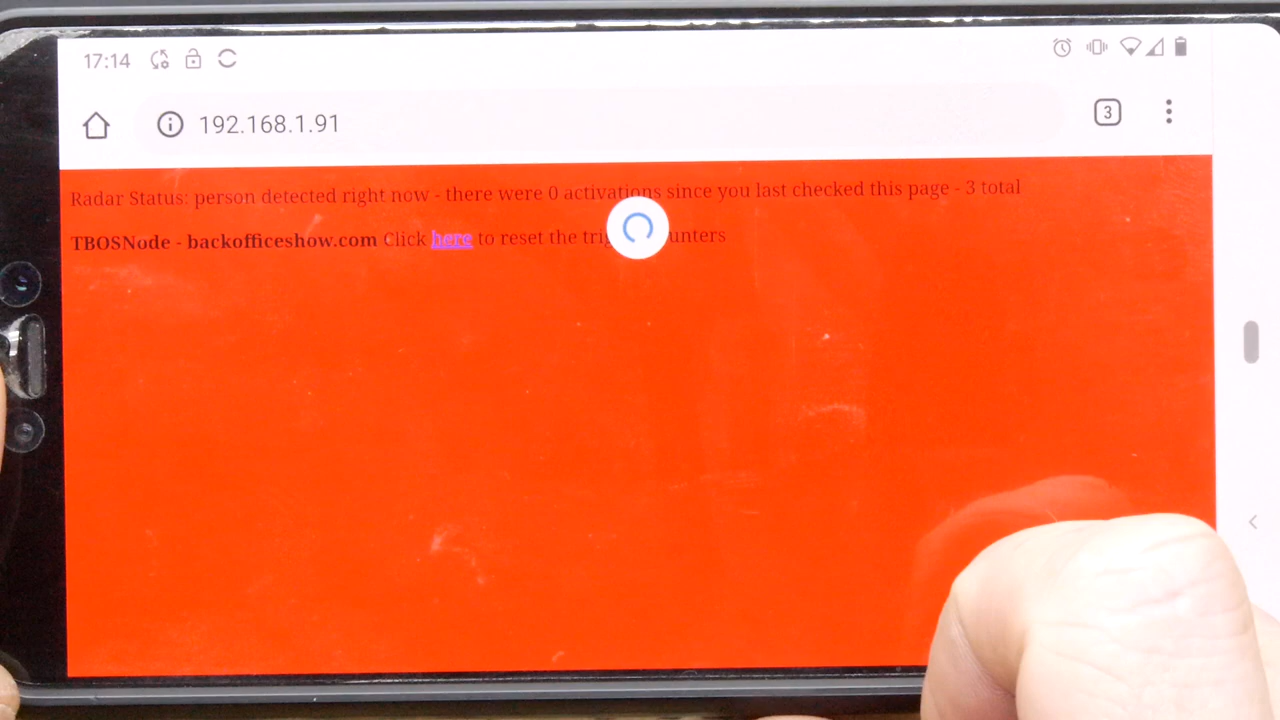 17:14
192.168.1.91
3
Radar Status: person detected right now - there were 0 activations since you last checked this page - 3 total
TBOSNode - backofficeshow.com Click here to reset the unters